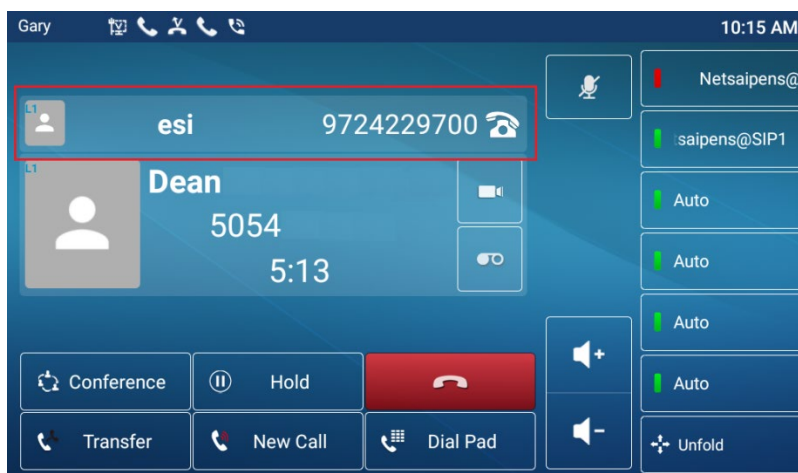 Gary 10:15 AM
L1 esi 9724229700
L1 Dean
5054
5:13
Netsaipens@
saipens@SIP1
Auto
Auto
Auto
Auto
Conference Hold
Transfer New Call Dial Pad
Unfold